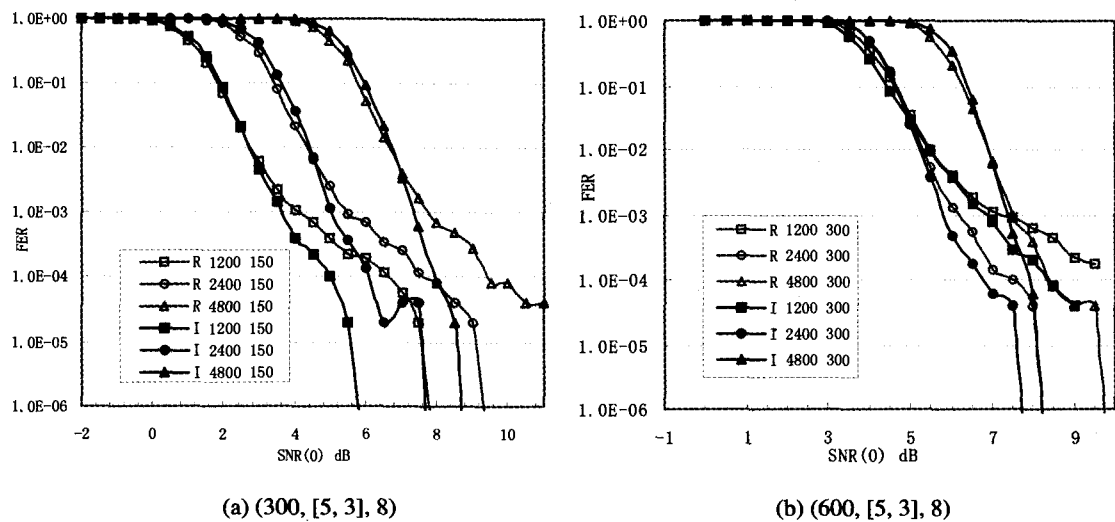 1.0E+00
1.0E-01
1.0E-02
1.0E-03
1.0E-04
1.0E-05
1.0E-06
FER
R 1200 150
R 2400 150
R 4800 150
I 1200 150
I 2400 150
I 4800 150
-2 0 2 4 6 8 10
SNR(0) dB
(a) (300, [5, 3], 8)
1.0E+00
1.0E-01
1.0E-02
1.0E-03
1.0E-04
1.0E-05
1.0E-06
FER
R 1200 300
R 2400 300
R 4800 300
I 1200 300
I 2400 300
I 4800 300
-1 1 3 5 7 9
SNR(0) dB
(b) (600, [5, 3], 8)